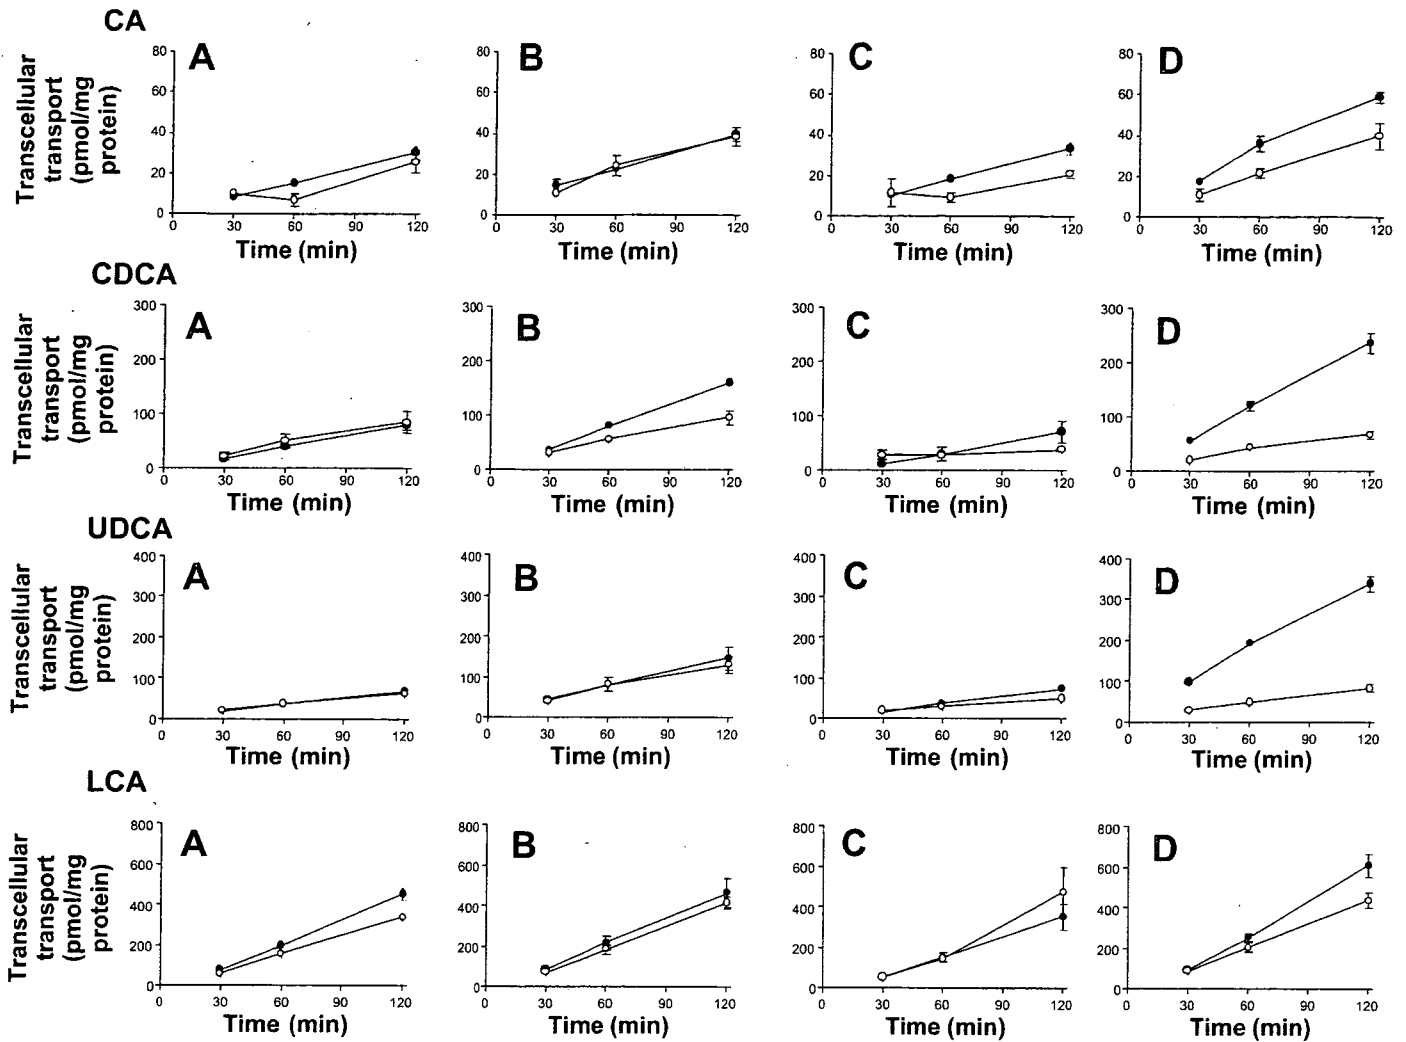 CA
Transcellular
transport
(pmol/mg
protein)
A
80
60
40
20
0
0 30 60 90 120
Time (min)
B
80
60
40
20
0
0 30 60 90 120
Time (min)
C
80
60
40
20
0
0 30 60 90 120
Time (min)
D
80
60
40
20
0
0 30 60 90 120
Time (min)
CDCA
Transcellular
transport
(pmol/mg
protein)
A
300
200
100
0
0 30 60 90 120
Time (min)
B
300
200
100
0
0 30 60 90 120
Time (min)
C
300
200
100
0
0 30 60 90 120
Time (min)
D
300
200
100
0
0 30 60 90 120
Time (min)
UDCA
Transcellular
transport
(pmol/mg
protein)
A
400
300
200
100
0
0 30 60 90 120
Time (min)
B
400
300
200
100
0
0 30 60 90 120
Time (min)
C
400
300
200
100
0
0 30 60 90 120
Time (min)
D
400
300
200
100
0
0 30 60 90 120
Time (min)
LCA
Transcellular
transport
(pmol/mg
protein)
A
800
600
400
200
0
0 30 60 90 120
Time (min)
B
800
600
400
200
0
0 30 60 90 120
Time (min)
C
800
600
400
200
0
0 30 60 90 120
Time (min)
D
800
600
400
200
0
0 30 60 90 120
Time (min)